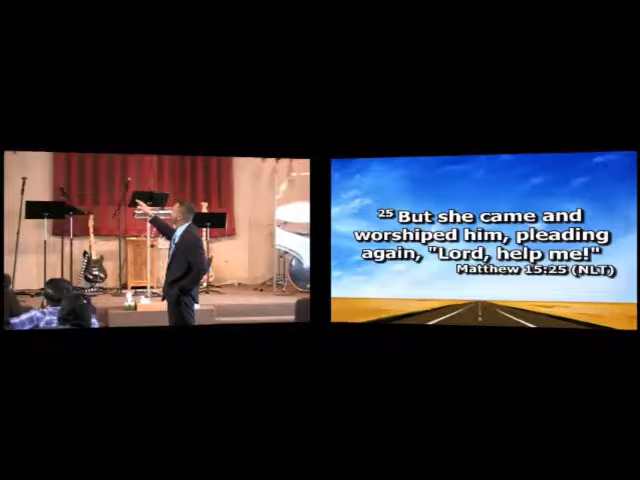 25 But she came and
worshiped him, pleading
again, "Lord, help me!"
Matthew 15:25 (NLT)